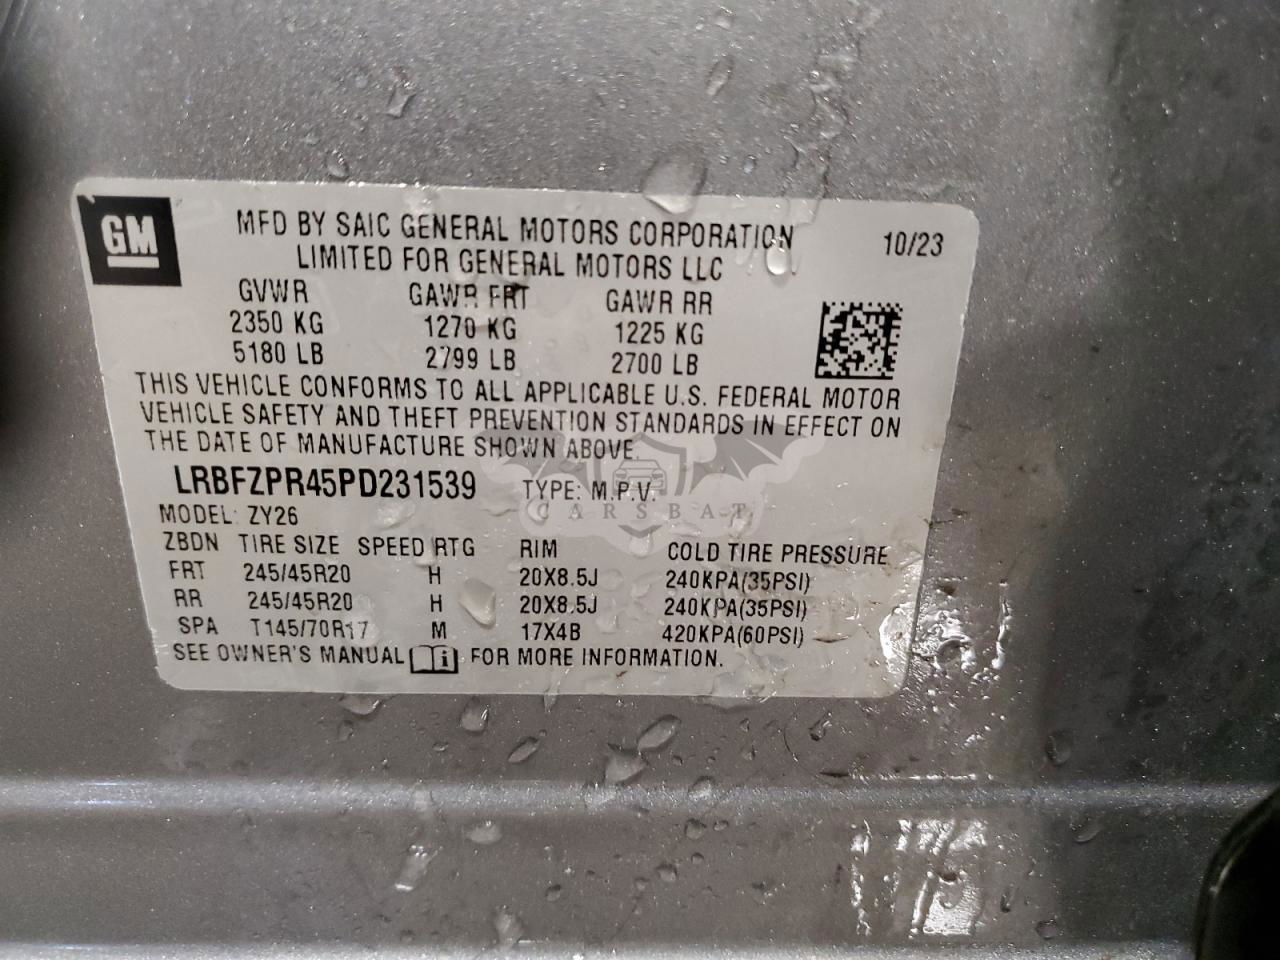 GM
MFD BY SAIC GENERAL MOTORS CORPORATION 10/23
LIMITED FOR GENERAL MOTORS LLC
GVWR GAWR FRT GAWR RR
2350 KG 1270 KG 1225 KG
5180 LB 2799 LB 2700 LB
THIS VEHICLE CONFORMS TO ALL APPLICABLE U.S. FEDERAL MOTOR
VEHICLE SAFETY AND THEFT PREVENTION STANDARDS IN EFFECT ON
THE DATE OF MANUFACTURE SHOWN ABOVE.
LRBFZPR45PD231539 TYPE: M.P.V.
CARSBAT
MODEL: ZY26
ZBDN TIRE SIZE SPEED RTG RIM COLD TIRE PRESSURE
FRT 245/45R20 H 20X8.5J 240KPA(35PSI)
RR 245/45R20 H 20X8.5J 240KPA(35PSI)
SPA T145/70R17 M 17X4B 420KPA(60PSI)
SEE OWNER'S MANUAL i FOR MORE INFORMATION.